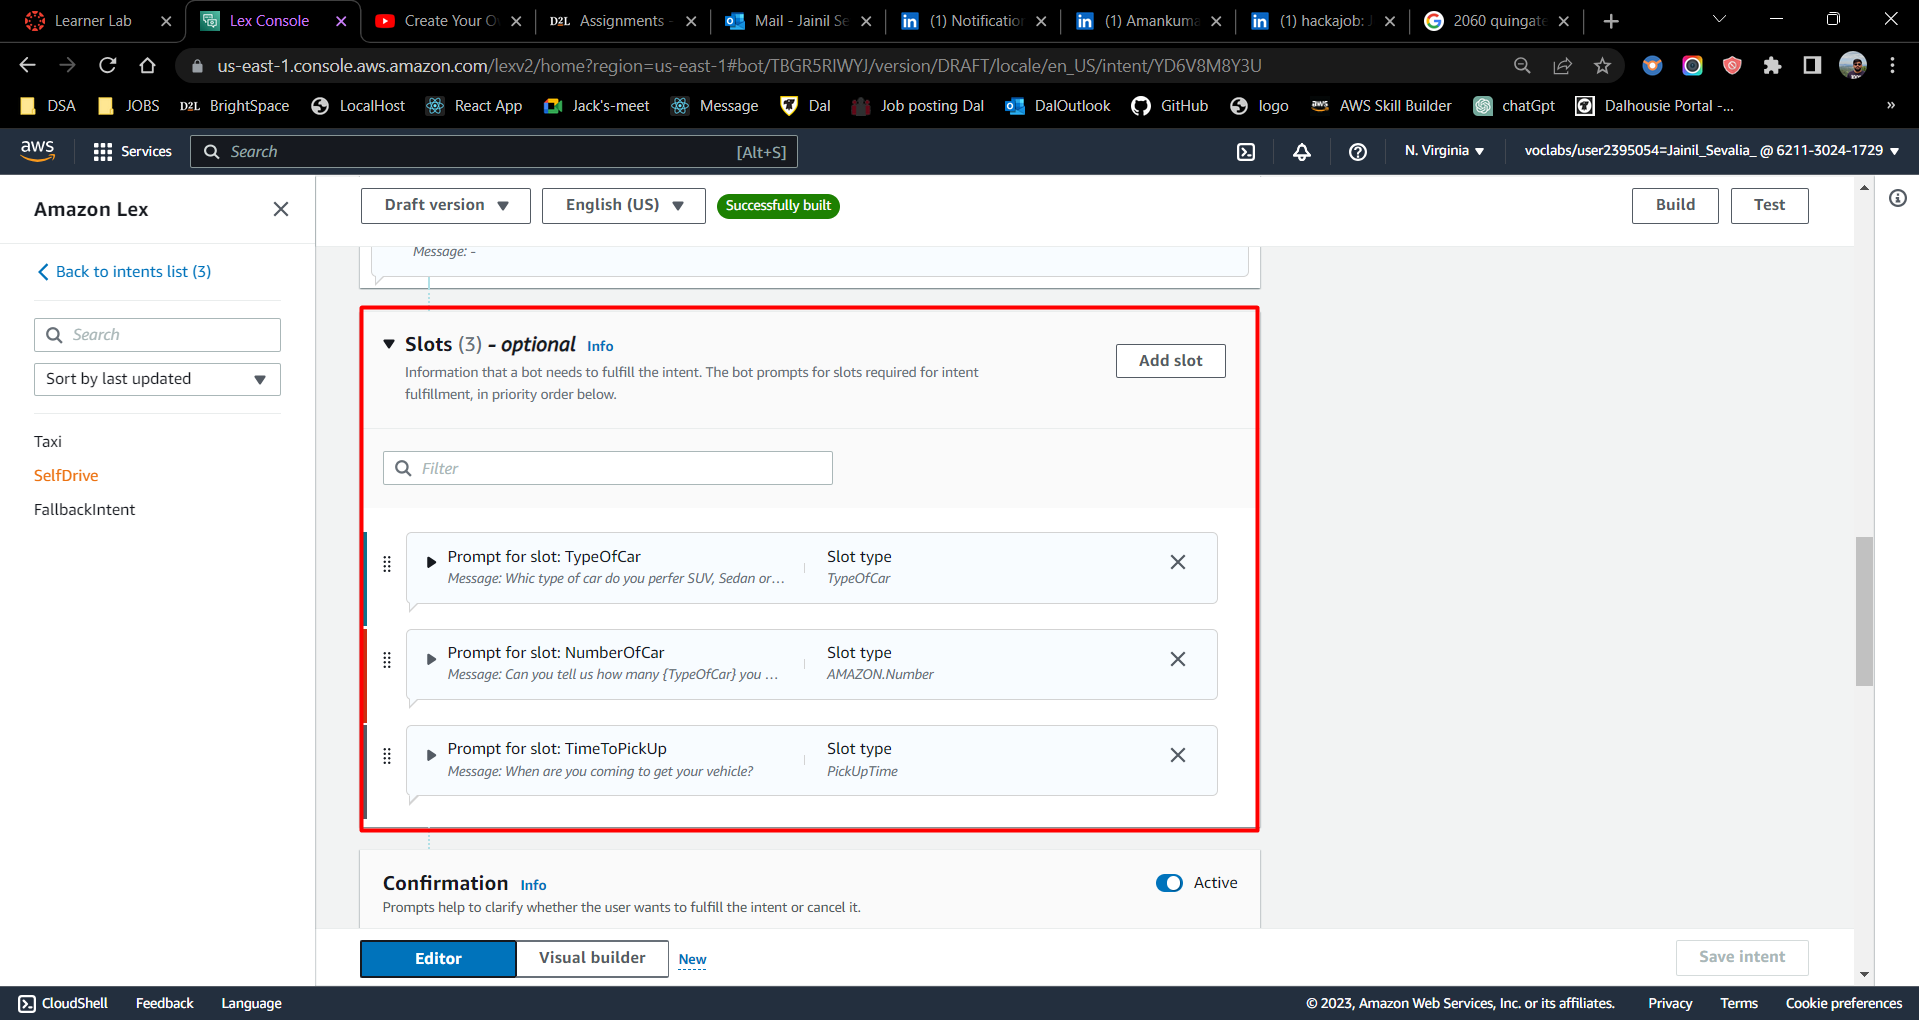 Learner Lab
Lex Console
Create Your O
Assignments -
Mail - Jainil Se
(1) Notification
(1) Amankuma
(1) hackajob: J
2060 quingate
us-east-1.console.aws.amazon.com/lexv2/home?region=us-east-1#bot/TBGR5RIWYJ/version/DRAFT/locale/en_US/intent/YD6V8M8Y3U
DSA
JOBS
D2L BrightSpace
LocalHost
React App
Jack's-meet
Message
Dal
Job posting Dal
DalOutlook
GitHub
logo
aws AWS Skill Builder
chatGpt
Dalhousie Portal -...
»
aws
Services
Search
[Alt+S]
N. Virginia
voclabs/user2395054=Jainil_Sevalia_ @ 6211-3024-1729
Amazon Lex
Back to intents list (3)
Search
Sort by last updated
Taxi
SelfDrive
FallbackIntent
Draft version
English (US)
Successfully built
Build
Test
Message: -
Slots (3) - optional Info
Information that a bot needs to fulfill the intent. The bot prompts for slots required for intent
fulfillment, in priority order below.
Add slot
Filter
Prompt for slot: TypeOfCar
Message: Whic type of car do you perfer SUV, Sedan or...
Slot type
TypeOfCar
Prompt for slot: NumberOfCar
Message: Can you tell us how many {TypeOfCar} you ...
Slot type
AMAZON.Number
Prompt for slot: TimeToPickUp
Message: When are you coming to get your vehicle?
Slot type
PickUpTime
Confirmation Info
Prompts help to clarify whether the user wants to fulfill the intent or cancel it.
Active
Editor
Visual builder
New
Save intent
CloudShell
Feedback
Language
© 2023, Amazon Web Services, Inc. or its affiliates.
Privacy
Terms
Cookie preferences